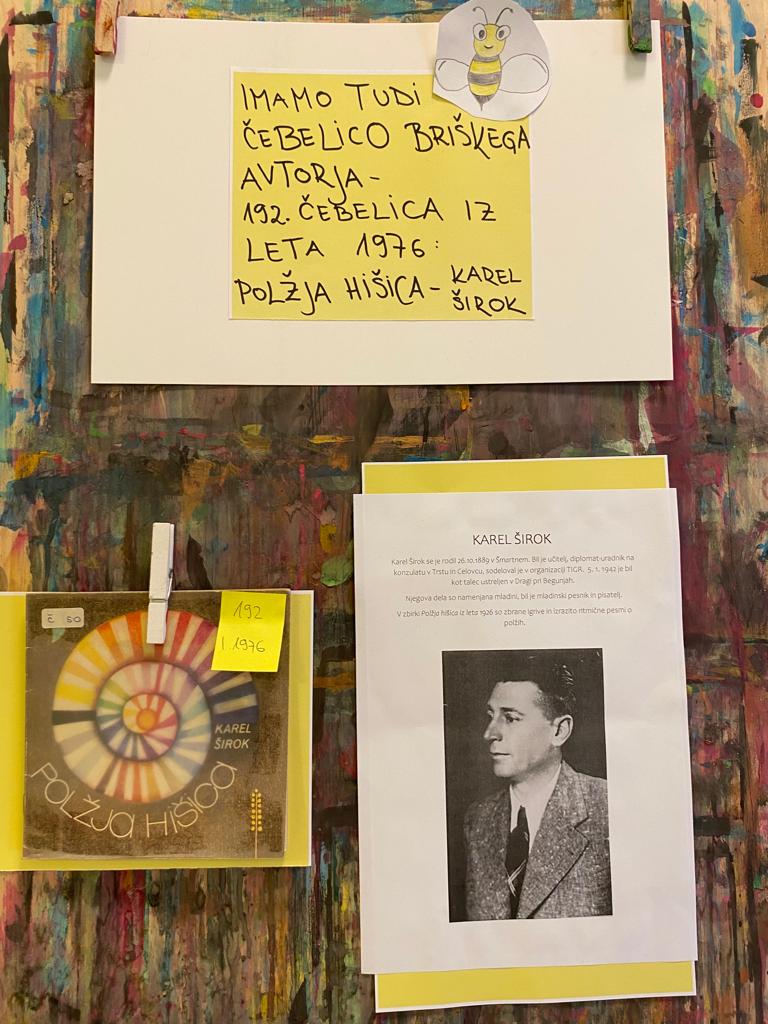 IMAMO TUDI
ČEBELICO BRIŠKEGA
AVTORJA -
192. ČEBELICA IZ
LETA 1976:
POLŽJA HIŠICA - KAREL
ŠIROK
KAREL ŠIROK
Karel Širok se je rodil 26.10.1889 v Šmartnem. Bil je učitelj, diplomat-uradnik na
konzulatu v Trstu in Celovcu, sodeloval je v organizaciji TIGR. 5. 1. 1942 je bil
kot talec ustreljen v Dragi pri Begunjah.
Njegova dela so namenjana mladini, bil je mladinski pesnik in pisatelj.
V zbirki Polžja hišica iz leta 1926 so zbrane igrive in izrazito ritmične pesmi o
polžih.
č 50
192
l. 1976
KAREL
ŠIROK
POLŽJA HIŠICA